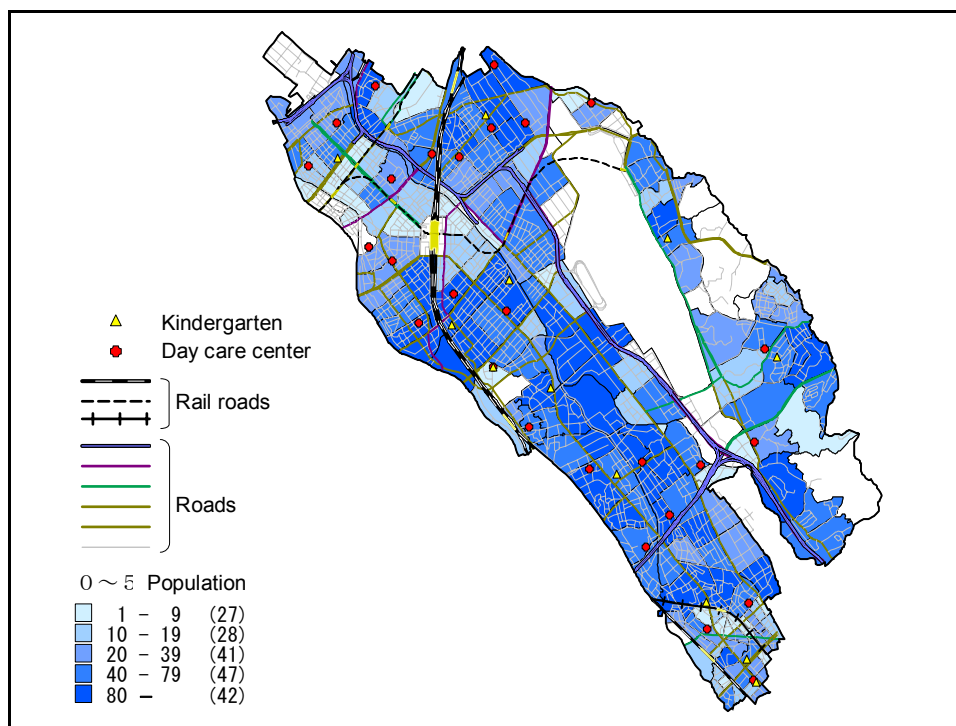 Kindergarten
Day care center
Rail roads
Roads
0～5 Population
1 - 9 (27)
10 - 19 (28)
20 - 39 (41)
40 - 79 (47)
80 - (42)